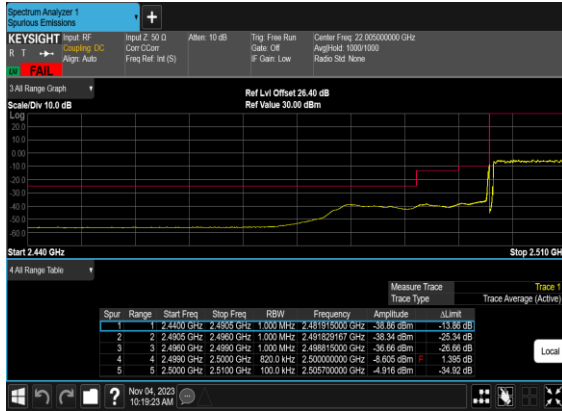 Spectrum Analyzer 1
Spurious Emissions
KEYSIGHT Input: RF Input Z: 50 Ω Atten: 10 dB Trig: Free Run Center Freq: 22.005000000 GHz
R T Coupling: DC Corr CCorr Gate: Off Avg|Hold: 1000/1000
Align: Auto Freq Ref: Int (S) IF Gain: Low Radio Std: None
LV FAIL
3 All Range Graph
Ref Lvl Offset 26.40 dB
Scale/Div 10.0 dB Ref Value 30.00 dBm
Log
20.0
10.0
0.00
-10.0
-20.0
-30.0
-40.0
-50.0
-60.0
Start 2.440 GHz Stop 2.510 GH
4 All Range Table
Measure Trace Trace 1
Trace Type Trace Average (Active)
Spur Range Start Freq Stop Freq RBW Frequency Amplitude ΔLimit
1 1 2.4400 GHz 2.4905 GHz 1.000 MHz 2.481915000 GHz -38.86 dBm -13.86 dB
2 2 2.4905 GHz 2.4960 GHz 1.000 MHz 2.491829167 GHz -38.34 dBm -25.34 dB
3 3 2.4960 GHz 2.4990 GHz 1.000 MHz 2.498815000 GHz -36.66 dBm -26.66 dB
4 4 2.4990 GHz 2.5000 GHz 820.0 kHz 2.500000000 GHz -8.605 dBm F 1.395 dB
5 5 2.5000 GHz 2.5100 GHz 100.0 kHz 2.505700000 GHz -4.916 dBm -34.92 dB
Local
? Nov 04, 2023
10:19:23 AM